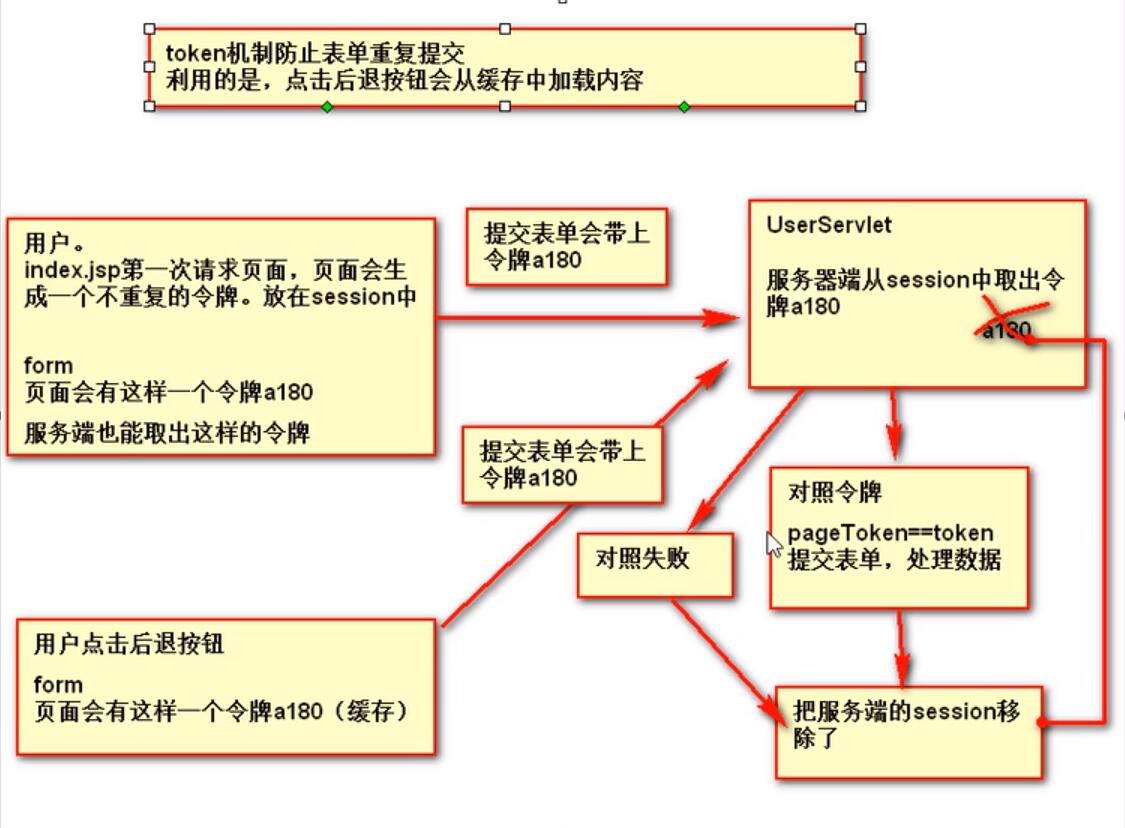 token机制防止表单重复提交
利用的是，点击后退按钮会从缓存中加载内容
用户。
index.jsp第一次请求页面，页面会生
成一个不重复的令牌。放在session中
form
页面会有这样一个令牌a180
服务端也能取出这样的令牌
提交表单会带上
令牌a180
UserServlet
服务器端从session中取出令
牌a180
a180
提交表单会带上
令牌a180
对照失败
对照令牌
pageToken==token
提交表单，处理数据
用户点击后退按钮
form
页面会有这样一个令牌a180（缓存）
把服务端的session移
除了